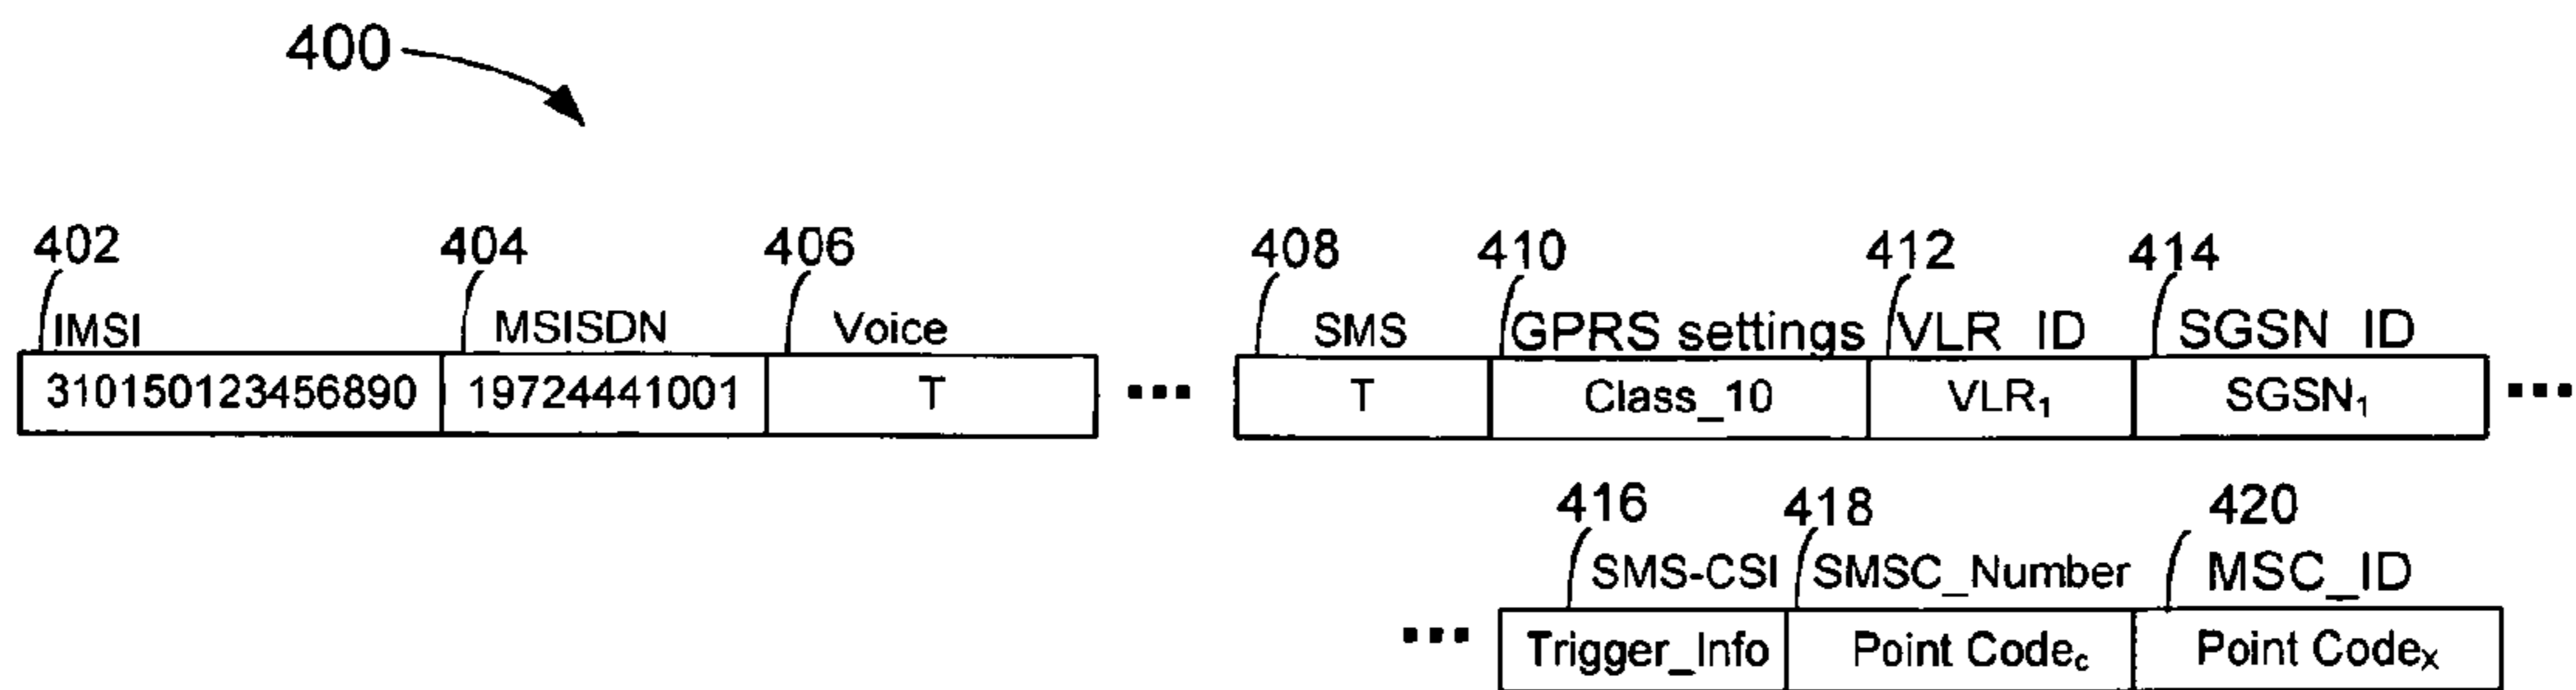 400
402 404 406 408 410 412 414
IMSI MSISDN Voice SMS GPRS settings VLR_ID SGSN_ID
310150123456890 19724441001 T ... T Class_10 VLR₁ SGSN₁ ...
416 418 420
SMS-CSI SMSC_Number MSC_ID
... Trigger_Info Point Code꜀ Point Codeₓ